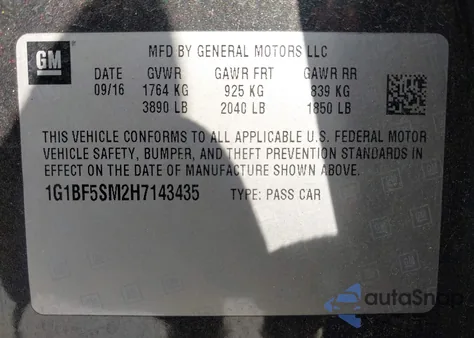 GM
MFD BY GENERAL MOTORS LLC
DATE GVWR GAWR FRT GAWR RR
09/16 1764 KG 925 KG 839 KG
3890 LB 2040 LB 1850 LB
THIS VEHICLE CONFORMS TO ALL APPLICABLE U.S. FEDERAL MOTOR
VEHICLE SAFETY, BUMPER, AND THEFT PREVENTION STANDARDS IN
EFFECT ON THE DATE OF MANUFACTURE SHOWN ABOVE.
1G1BF5SM2H7143435 TYPE: PASS CAR
autoSnap